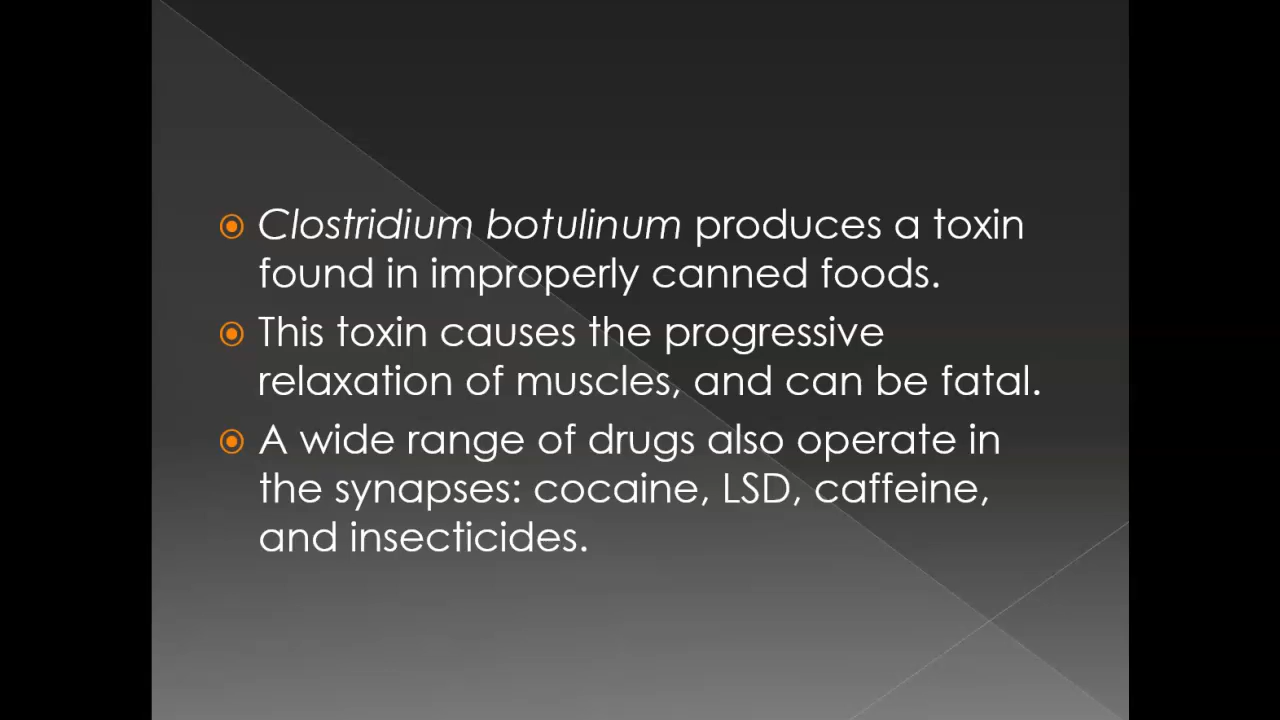 Clostridium botulinum produces a toxin
found in improperly canned foods.
This toxin causes the progressive
relaxation of muscles, and can be fatal.
A wide range of drugs also operate in
the synapses: cocaine, LSD, caffeine,
and insecticides.